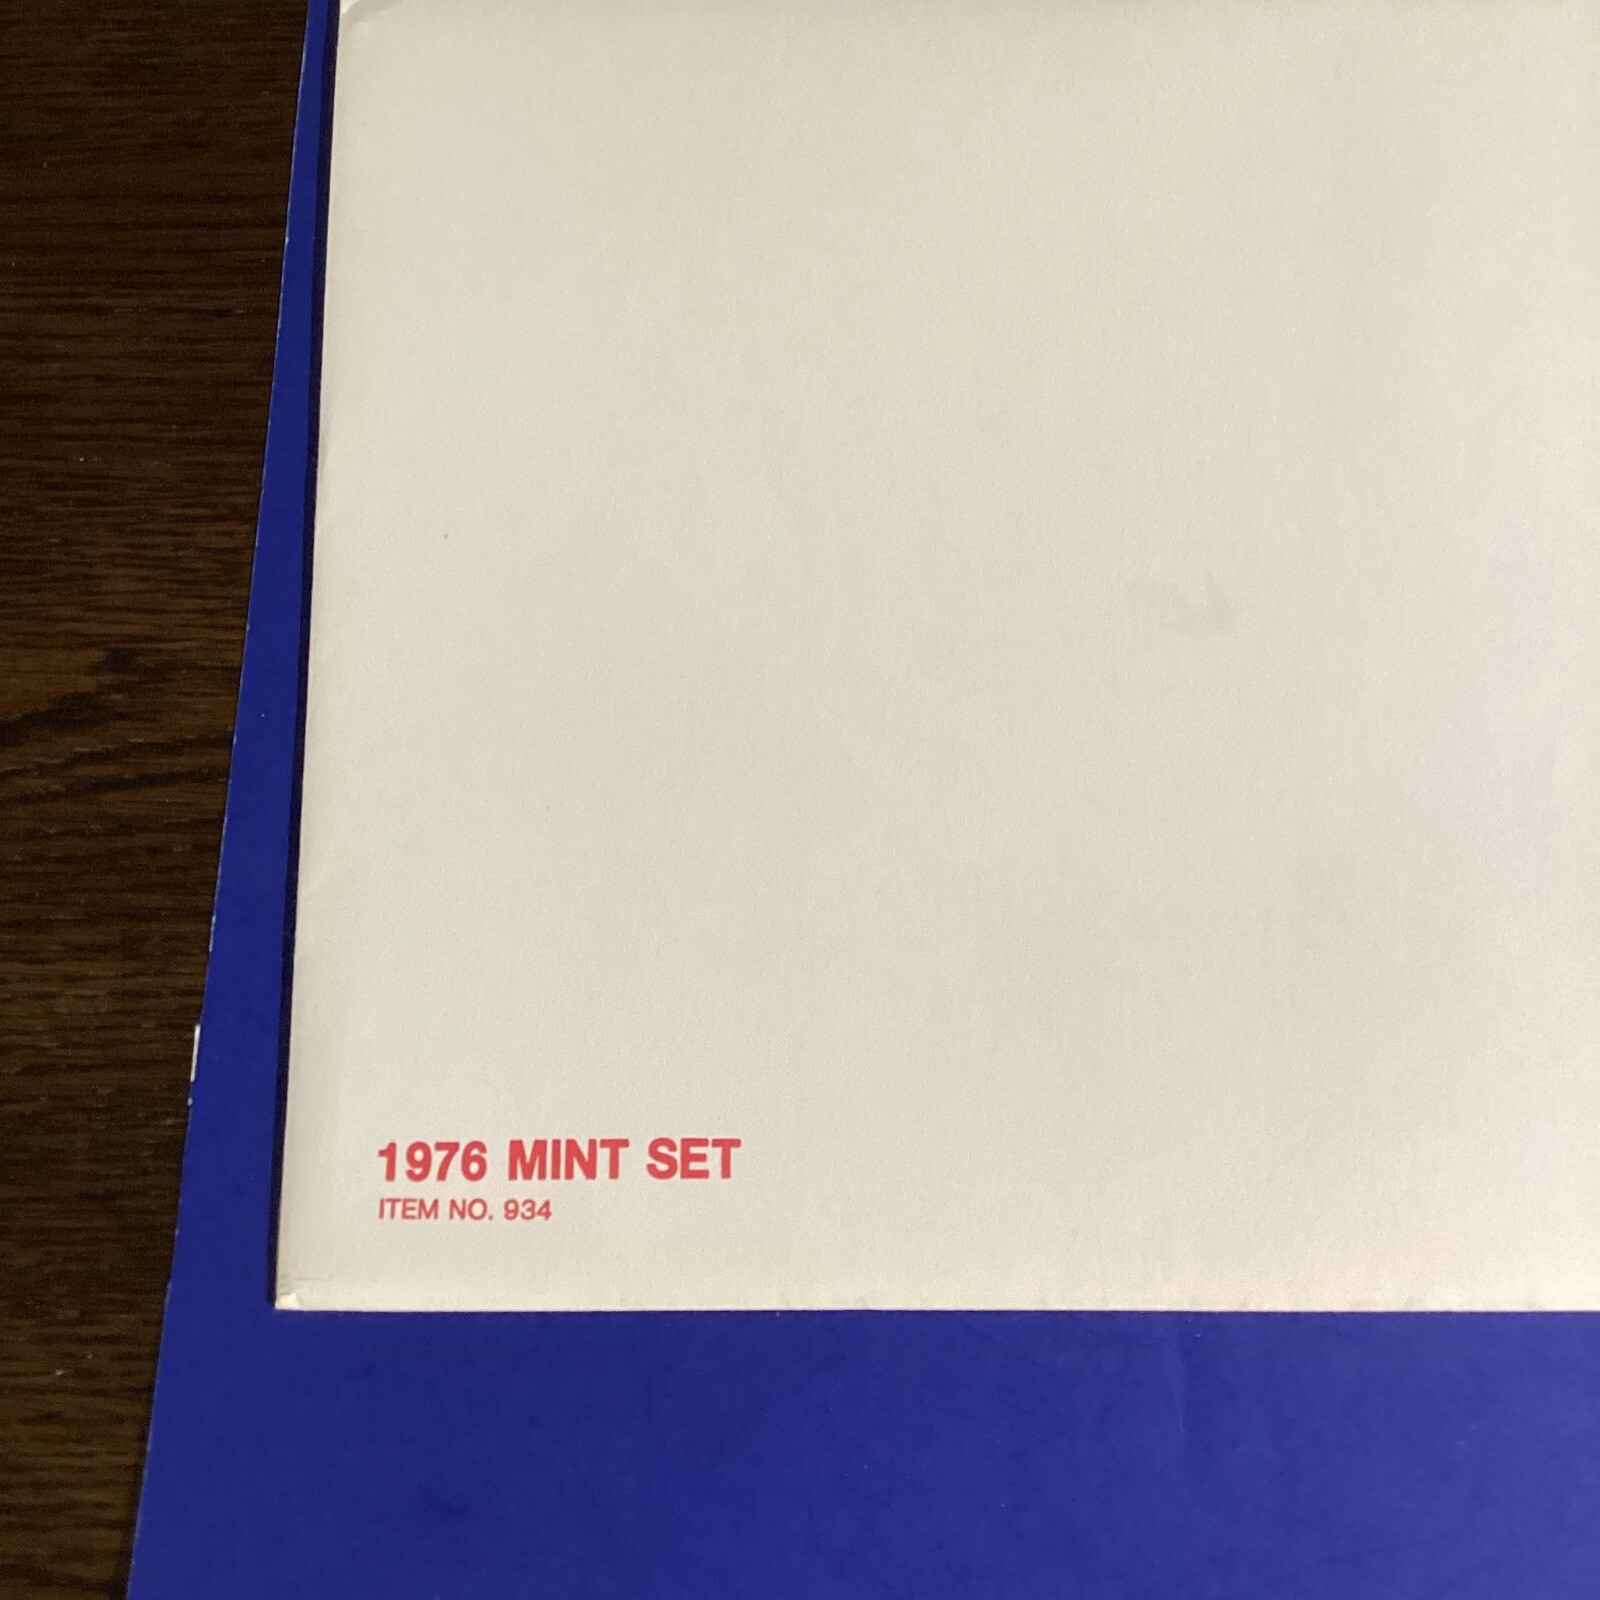 1976 MINT SET
ITEM NO. 934